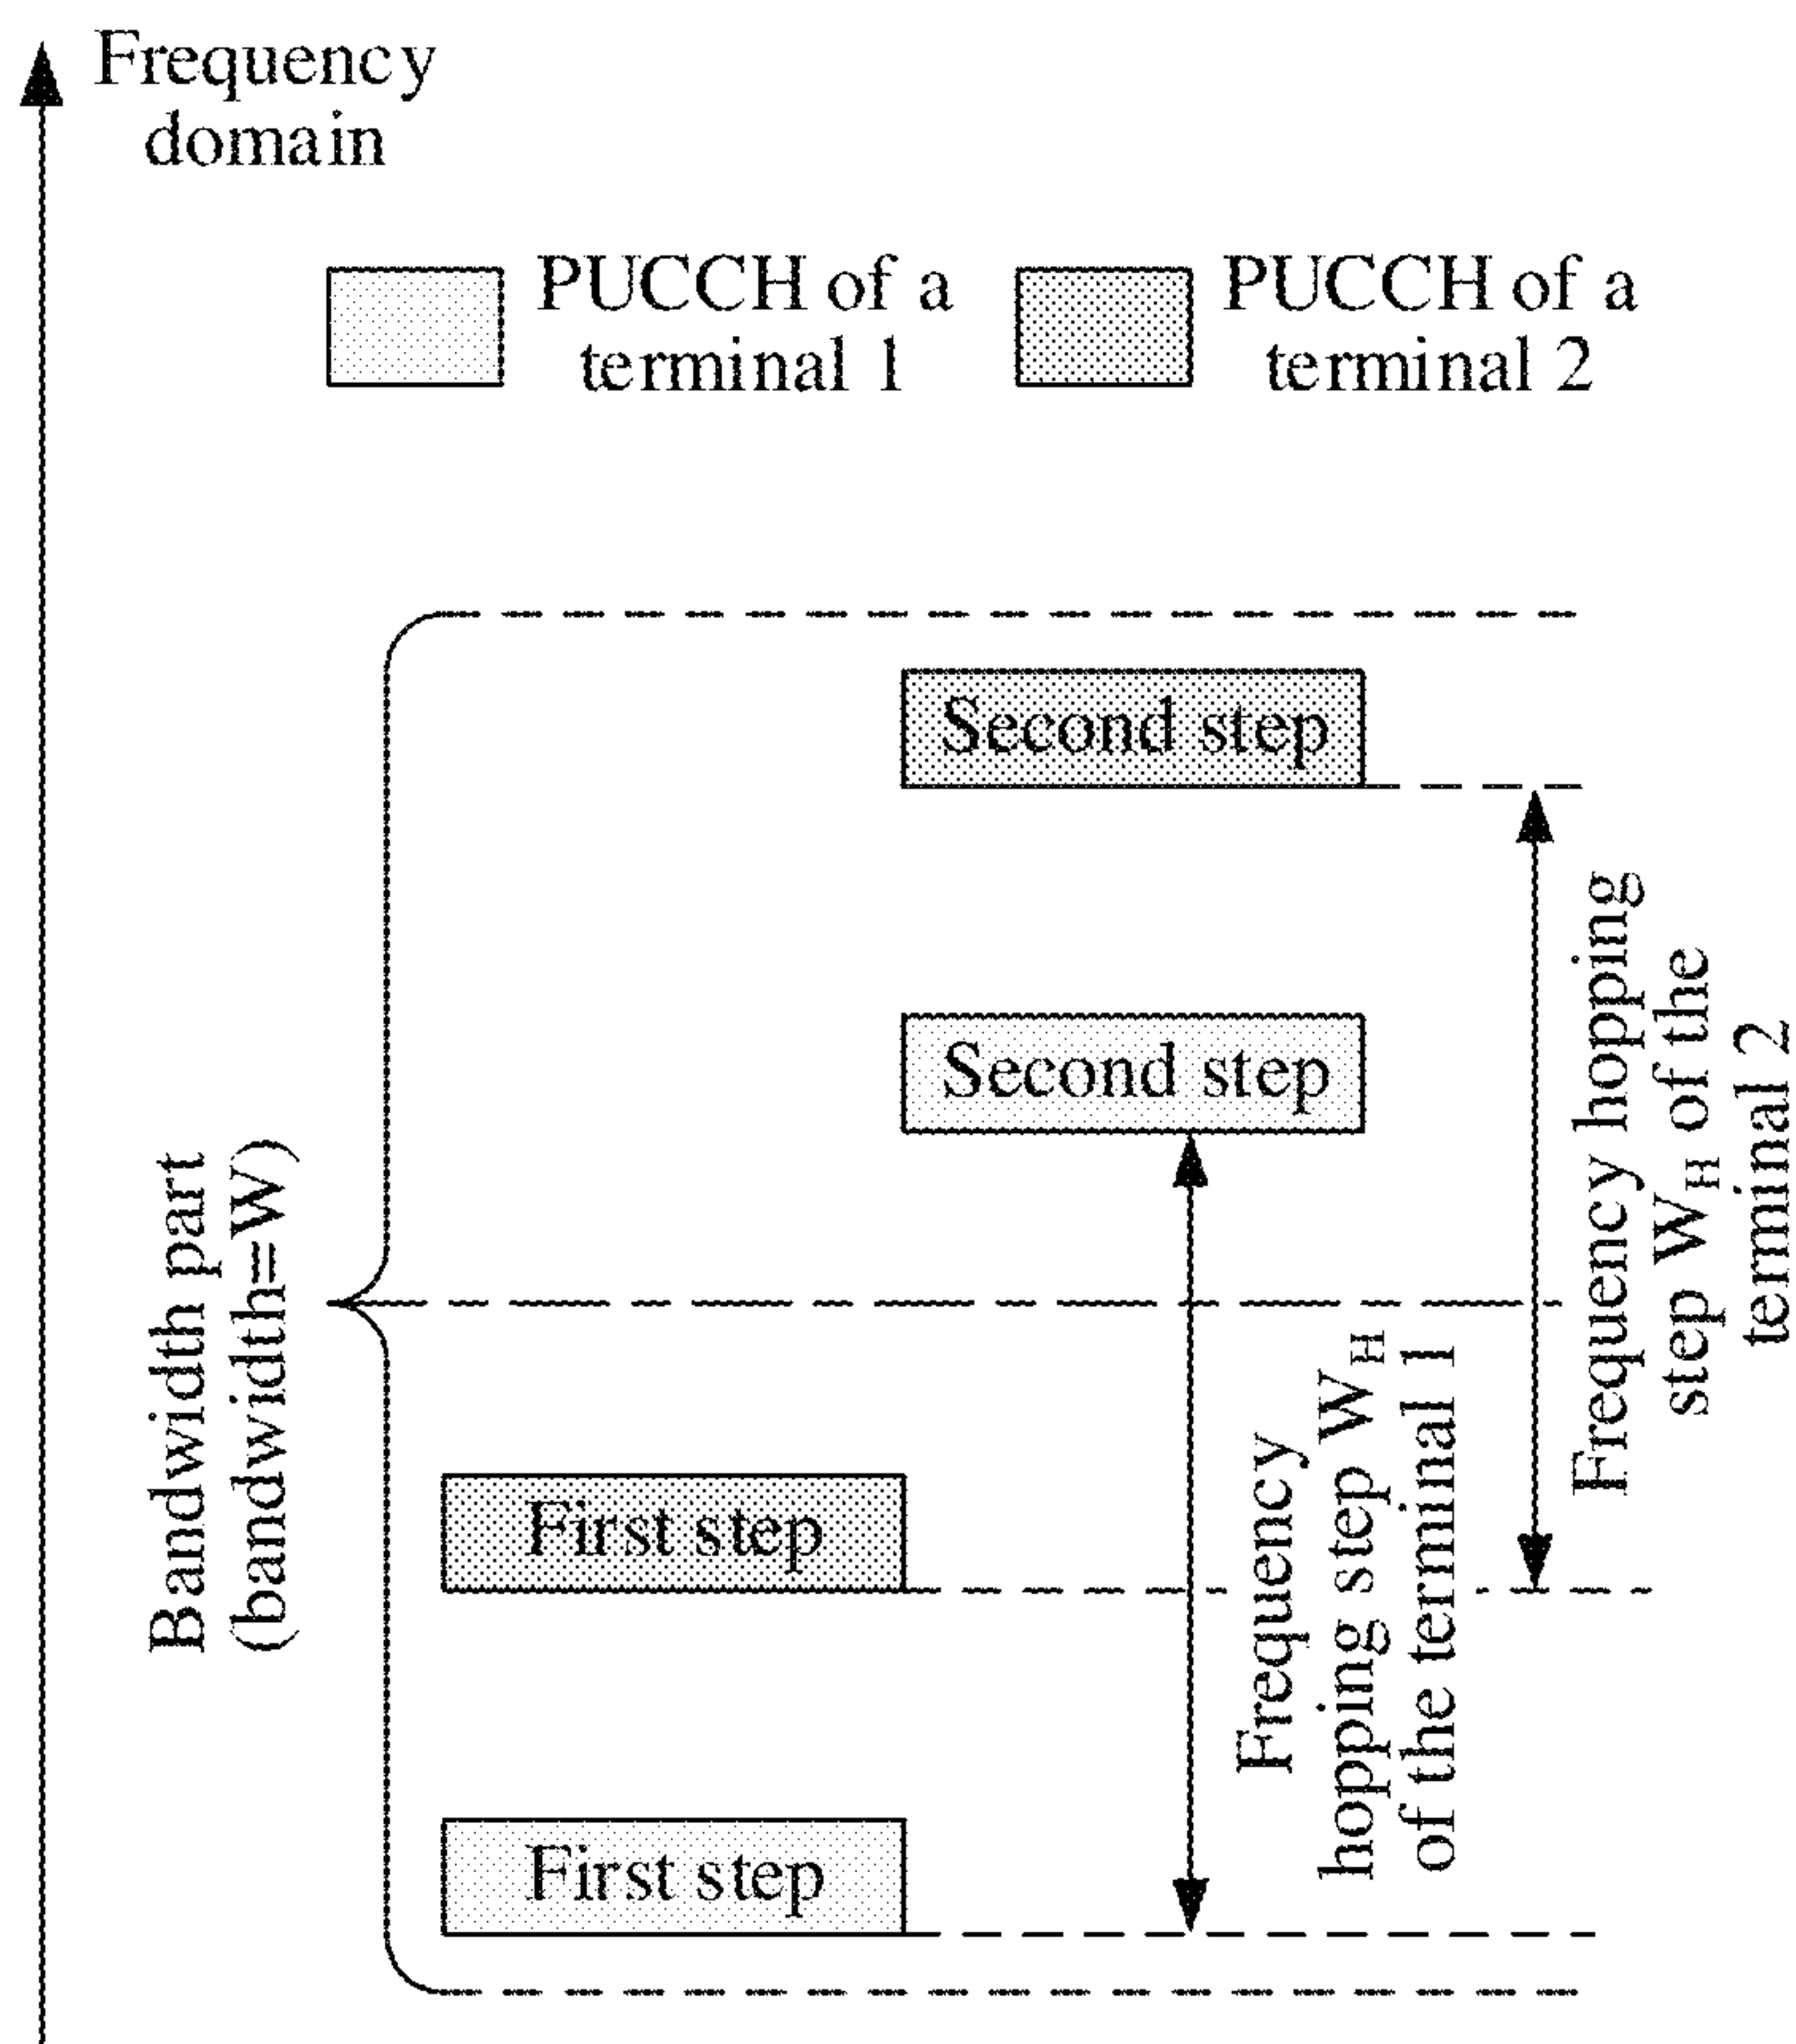 Frequency
domain
PUCCH of a
terminal 1
PUCCH of a
terminal 2
Second step
Second step
Frequency hopping
step W_H of the
terminal 2
Bandwidth part
(bandwidth=W)
Frequency
hopping step W_H
of the terminal 1
First step
First step